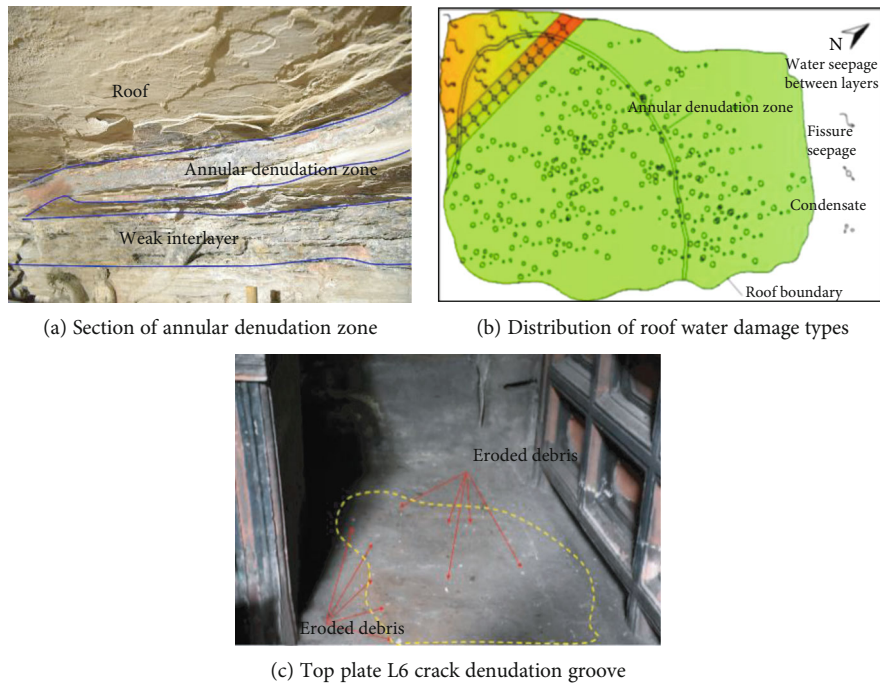 Roof
Annular denudation zone
Weak interlayer
(a) Section of annular denudation zone
N
Water seepage
between layers
Annular denudation zone
Fissure
seepage
Condensate
Roof boundary
(b) Distribution of roof water damage types
Eroded debris
Eroded debris
(c) Top plate L6 crack denudation groove